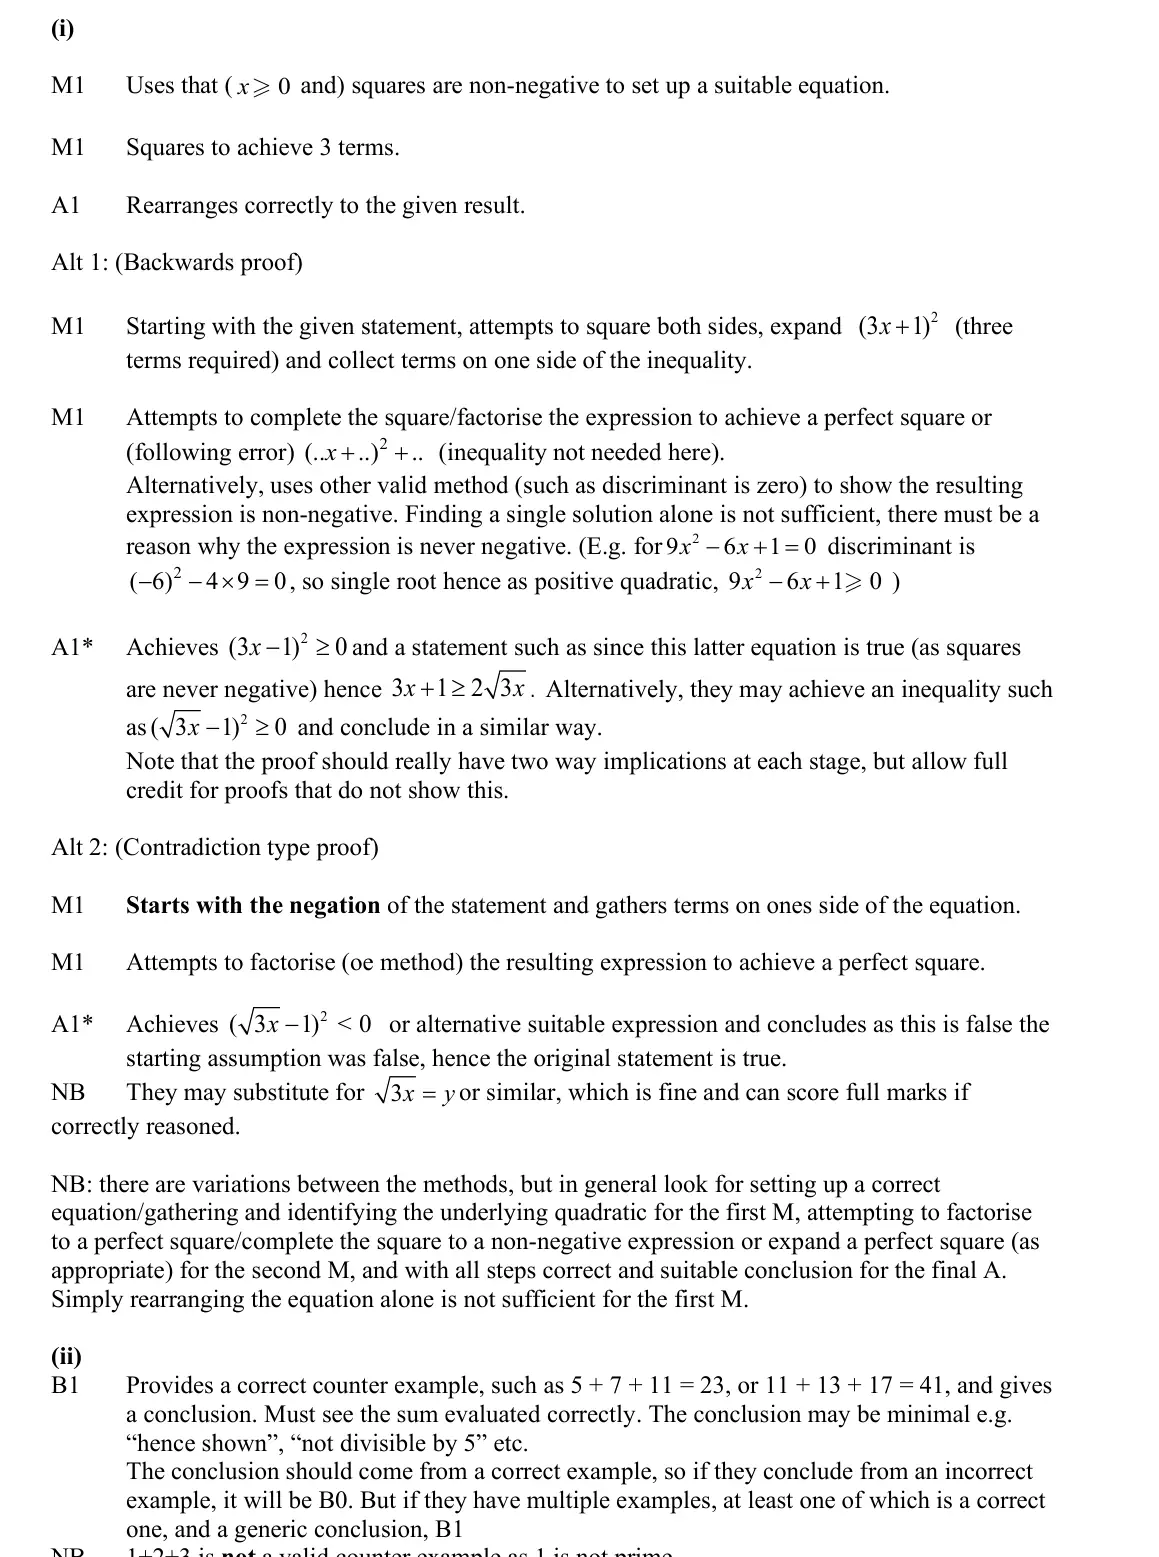 (i)
M1 Uses that ( x ⩾ 0 and) squares are non-negative to set up a suitable equation.
M1 Squares to achieve 3 terms.
A1 Rearranges correctly to the given result.
Alt 1: (Backwards proof)
M1 Starting with the given statement, attempts to square both sides, expand (3x+1)² (three
terms required) and collect terms on one side of the inequality.
M1 Attempts to complete the square/factorise the expression to achieve a perfect square or
(following error) (..x+..)² + .. (inequality not needed here).
Alternatively, uses other valid method (such as discriminant is zero) to show the resulting
expression is non-negative. Finding a single solution alone is not sufficient, there must be a
reason why the expression is never negative. (E.g. for 9x² − 6x + 1 = 0 discriminant is
(−6)² − 4×9 = 0, so single root hence as positive quadratic, 9x² − 6x + 1 ⩾ 0 )
A1* Achieves (3x − 1)² ≥ 0 and a statement such as since this latter equation is true (as squares
are never negative) hence 3x + 1 ≥ 2√3x . Alternatively, they may achieve an inequality such
as (√3x − 1)² ≥ 0 and conclude in a similar way.
Note that the proof should really have two way implications at each stage, but allow full
credit for proofs that do not show this.
Alt 2: (Contradiction type proof)
M1 Starts with the negation of the statement and gathers terms on ones side of the equation.
M1 Attempts to factorise (oe method) the resulting expression to achieve a perfect square.
A1* Achieves (√3x − 1)² < 0 or alternative suitable expression and concludes as this is false the
starting assumption was false, hence the original statement is true.
NB They may substitute for √3x = y or similar, which is fine and can score full marks if
correctly reasoned.
NB: there are variations between the methods, but in general look for setting up a correct
equation/gathering and identifying the underlying quadratic for the first M, attempting to factorise
to a perfect square/complete the square to a non-negative expression or expand a perfect square (as
appropriate) for the second M, and with all steps correct and suitable conclusion for the final A.
Simply rearranging the equation alone is not sufficient for the first M.
(ii)
B1 Provides a correct counter example, such as 5 + 7 + 11 = 23, or 11 + 13 + 17 = 41, and gives
a conclusion. Must see the sum evaluated correctly. The conclusion may be minimal e.g.
“hence shown”, “not divisible by 5” etc.
The conclusion should come from a correct example, so if they conclude from an incorrect
example, it will be B0. But if they have multiple examples, at least one of which is a correct
one, and a generic conclusion, B1
NB 1+2+3 is not a valid counter example as 1 is not prime